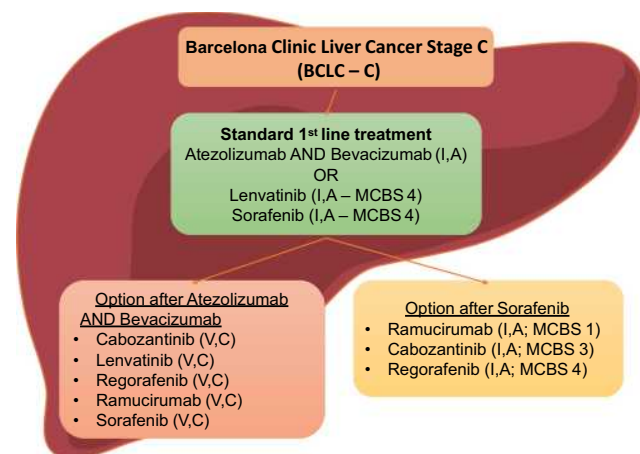 Barcelona Clinic Liver Cancer Stage C
(BCLC – C)
Standard 1st line treatment
Atezolizumab AND Bevacizumab (I,A)
OR
Lenvatinib (I,A – MCBS 4)
Sorafenib (I,A – MCBS 4)
Option after Atezolizumab
AND Bevacizumab
• Cabozantinib (V,C)
• Lenvatinib (V,C)
• Regorafenib (V,C)
• Ramucirumab (V,C)
• Sorafenib (V,C)
Option after Sorafenib
• Ramucirumab (I,A; MCBS 1)
• Cabozantinib (I,A; MCBS 3)
• Regorafenib (I,A; MCBS 4)